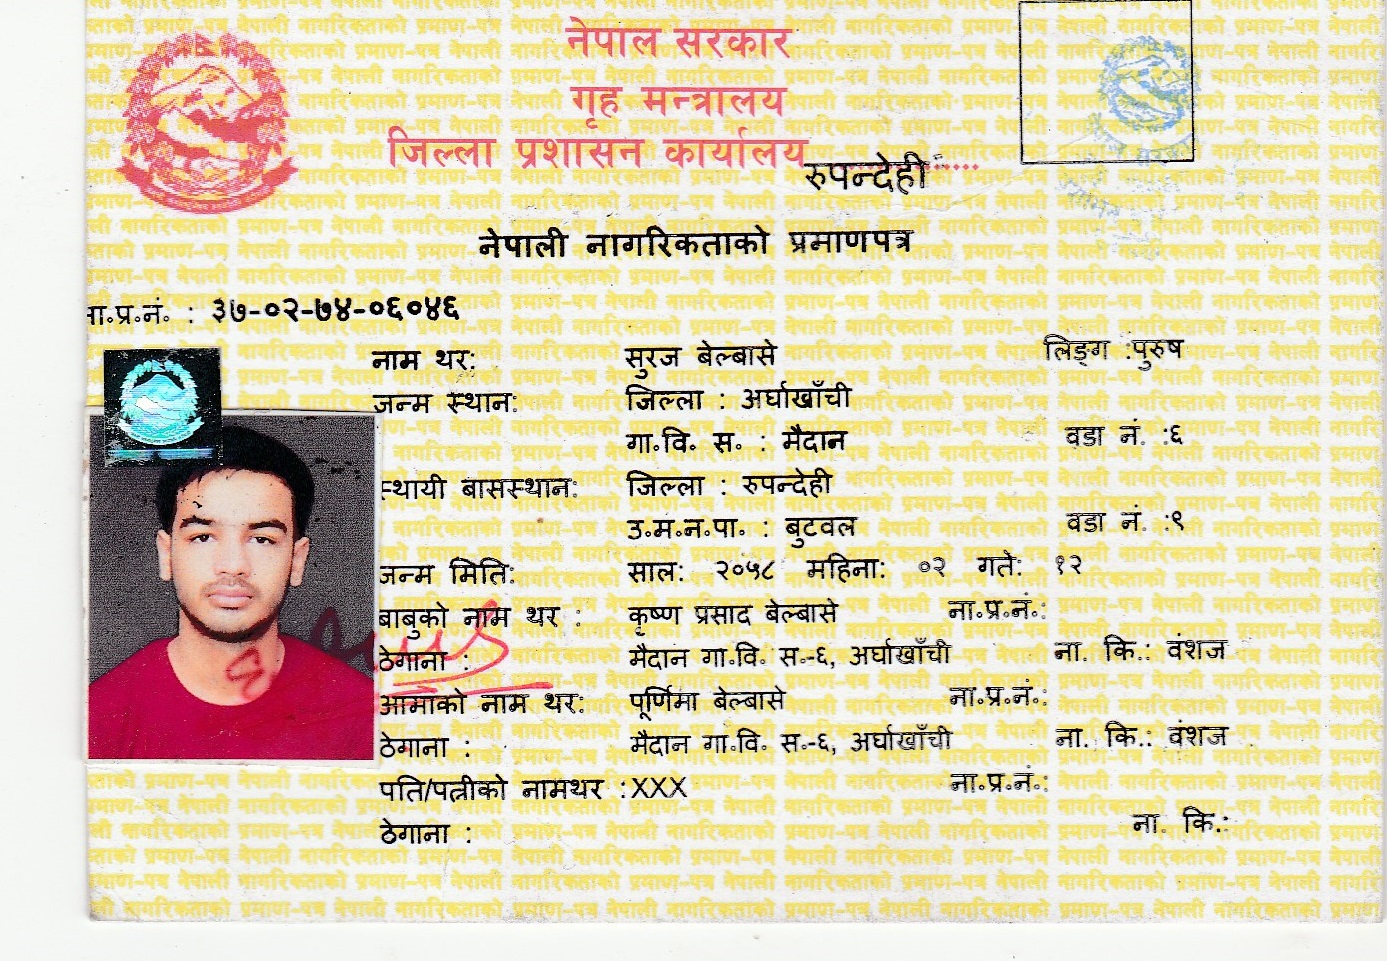 नेपाल सरकार
गृह मन्त्रालय
जिल्ला प्रशासन कार्यालय रुपन्देही
नेपाली नागरिकताको प्रमाणपत्र
ना.प्र.नं. : ३७-०२-७४-०६०४६
नाम थर: सुरज बेल्बासे लिङ्ग :पुरुष
जन्म स्थान: जिल्ला : अर्घाखाँची
गा.वि. स. : मैदान वडा नं. :६
स्थायी बासस्थान: जिल्ला : रुपन्देही
उ.म.न.पा. : बुटवल वडा नं. :९
जन्म मिति: साल: २०५८ महिना: ०२ गते: १२
बाबुको नाम थर : कृष्ण प्रसाद बेल्बासे ना.प्र.नं.:
ठेगाना : मैदान गा.वि. स.-६, अर्घाखाँची ना. कि.: वंशज
आमाको नाम थर: पूर्णिमा बेल्बासे ना.प्र.नं.:
ठेगाना : मैदान गा.वि. स.-६, अर्घाखाँची ना. कि.: वंशज
पति/पत्नीको नामथर :XXX ना.प्र.नं.:
ठेगाना : ना. कि.: